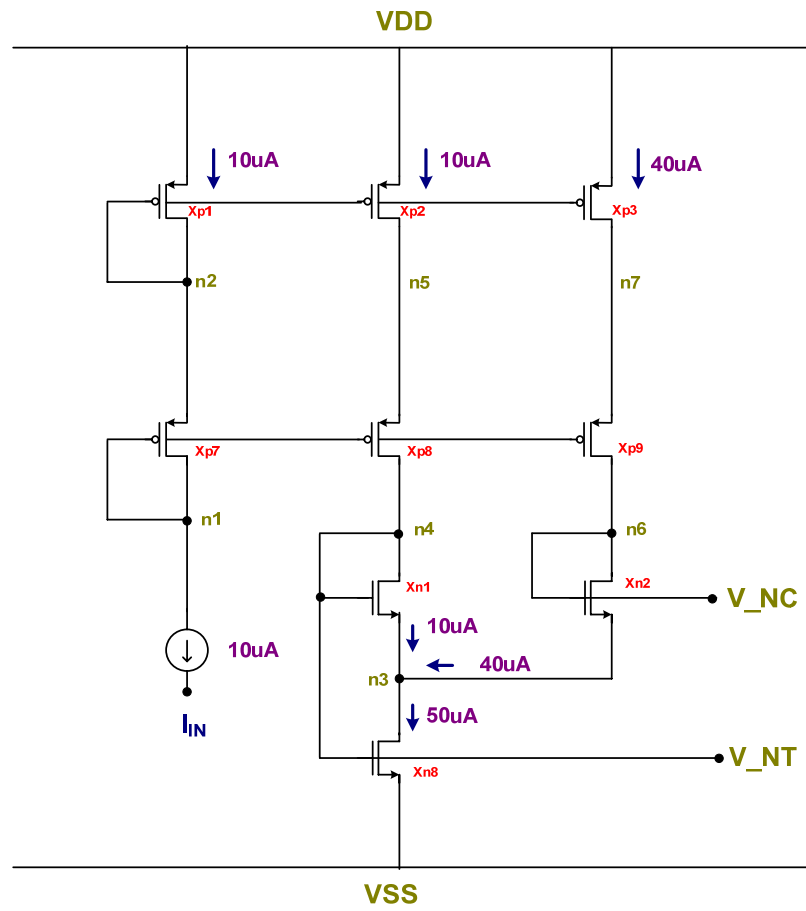 VDD
10uA
10uA
40uA
Xp1
Xp2
Xp3
n2
n5
n7
Xp7
Xp8
Xp9
n1
n4
n6
Xn1
Xn2
V_NC
10uA
10uA
40uA
n3
I_IN
50uA
V_NT
Xn8
VSS